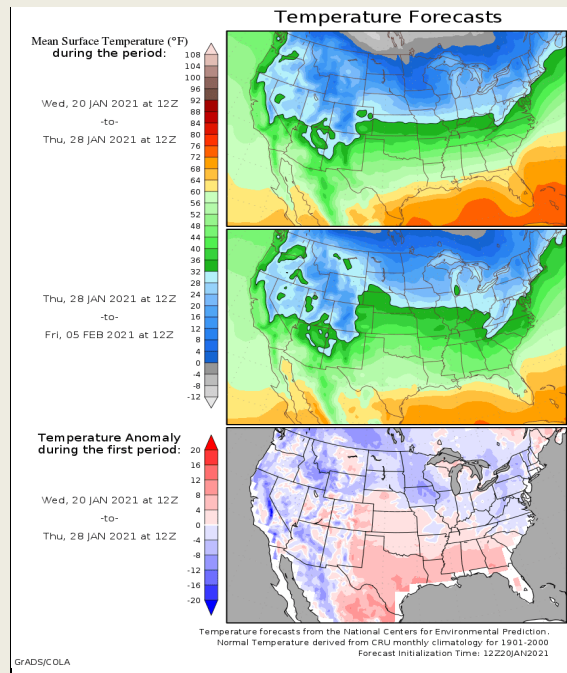 Temperature Forecasts
Mean Surface Temperature (°F)
during the period:
Wed, 20 JAN 2021 at 12Z
-to-
Thu, 28 JAN 2021 at 12Z
108
104
100
96
92
88
84
80
76
72
68
64
60
56
52
48
44
40
36
32
28
24
20
16
12
8
4
0
-4
-8
-12
Thu, 28 JAN 2021 at 12Z
-to-
Fri, 05 FEB 2021 at 12Z
Temperature Anomaly
during the first period:
Wed, 20 JAN 2021 at 12Z
-to-
Thu, 28 JAN 2021 at 12Z
20
16
12
8
4
0
-4
-8
-12
-16
-20
Temperature forecasts from the National Centers for Environmental Prediction.
Normal Temperature derived from CRU monthly climatology for 1901-2000
Forecast Initialization Time: 12Z20JAN2021
GrADS/COLA